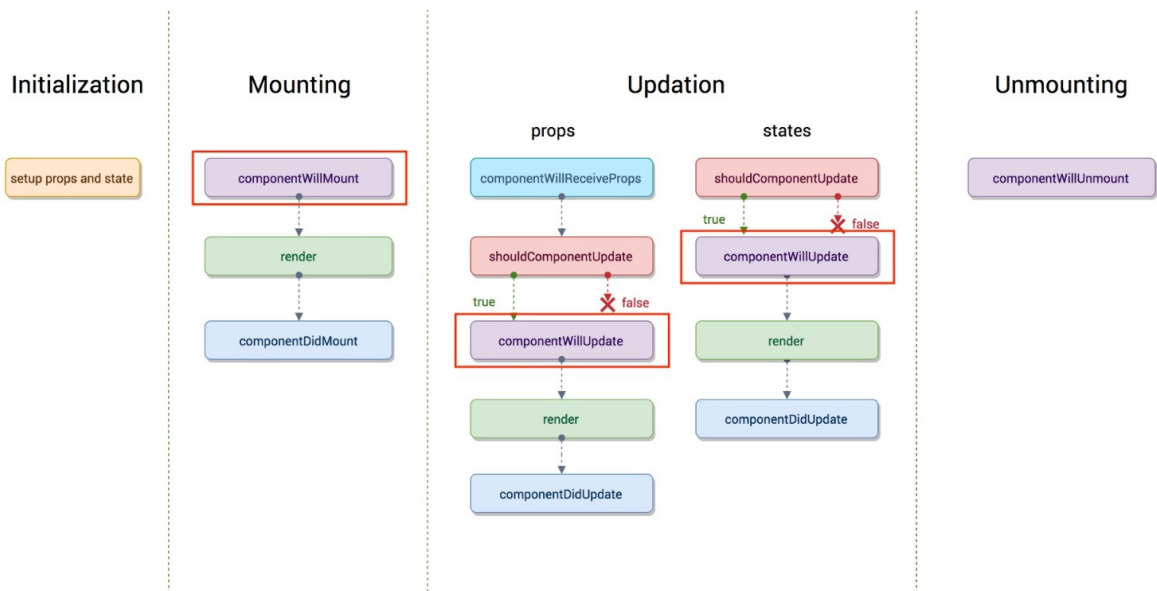 Initialization
Mounting
Updation
Unmounting
props
states
setup props and state
componentWillMount
componentWillReceiveProps
shouldComponentUpdate
componentWillUnmount
true
false
render
shouldComponentUpdate
componentWillUpdate
true
false
componentDidMount
componentWillUpdate
render
render
componentDidUpdate
componentDidUpdate